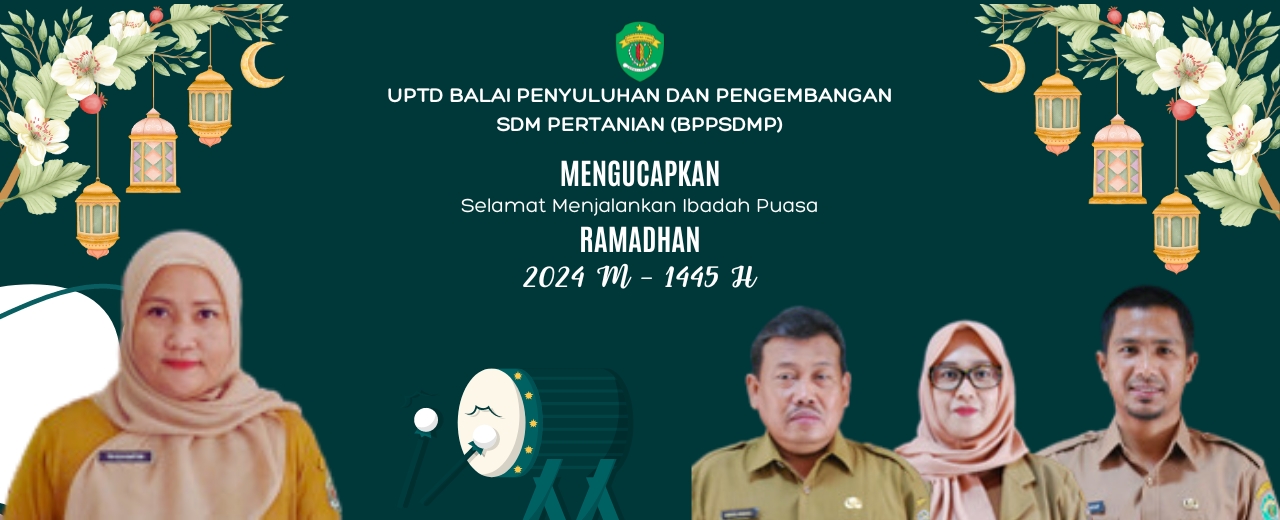 UPTD BALAI PENYULUHAN DAN PENGEMBANGAN
SDM PERTANIAN (BPPSDMP)
MENGUCAPKAN
Selamat Menjalankan Ibadah Puasa
RAMADHAN
2024 M - 1445 H